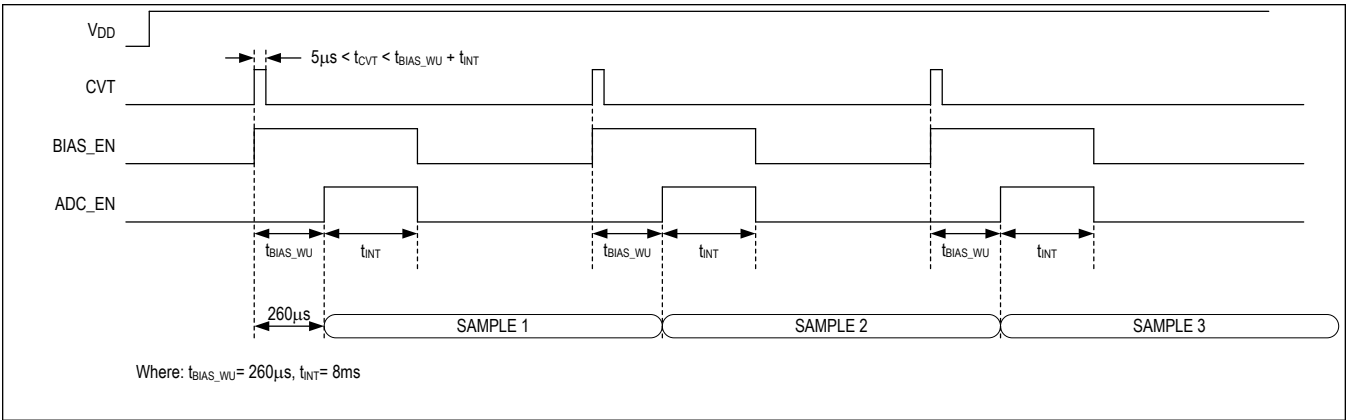 VDD
5µs < tCVT < tBIAS_WU + tINT
CVT
BIAS_EN
ADC_EN
tBIAS_WU tINT tBIAS_WU tINT tBIAS_WU tINT
260µs SAMPLE 1 SAMPLE 2 SAMPLE 3
Where: tBIAS_WU= 260µs, tINT= 8ms